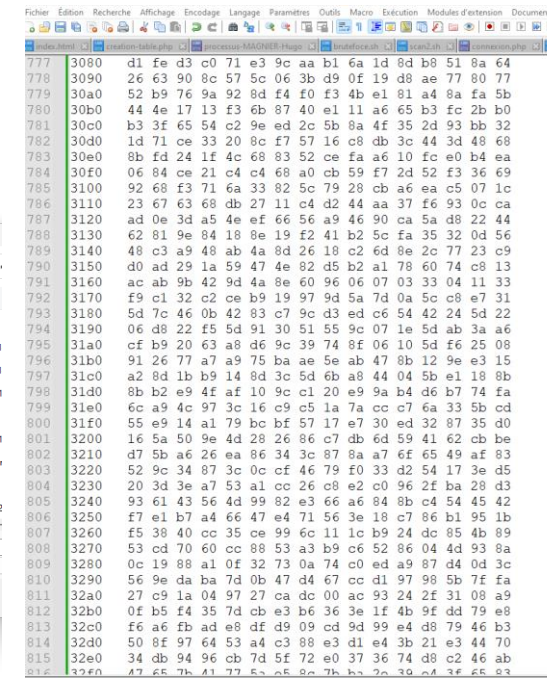 Fichier Édition Recherche Affichage Encodage Langage Paramètres Outils Macro Exécution Modules d'extension Documen
index.html creation-table.php processus-MAGNIER-Hugo bruteforce.sh scan2.sh connexion.php
777 3080 d1 fe d3 c0 71 e3 9c aa b1 6a 1d 8d b8 51 8a 64
778 3090 26 63 90 8c 57 5c 06 3b d9 0f 19 d8 ae 77 80 77
779 30a0 52 b9 76 9a 92 8d f4 f0 f3 4b e1 81 a4 8a fa 5b
780 30b0 44 4e 17 13 f3 6b 87 40 e1 11 a6 65 b3 fc 2b b0
781 30c0 b3 3f 65 54 c2 9e ed 2c 5b 8a 4f 35 2d 93 bb 32
782 30d0 1d 71 ce 33 20 8c f7 57 16 c8 db 3c 44 3d 48 68
783 30e0 8b fd 24 1f 4c 68 83 52 ce fa a6 10 fc e0 b4 ea
784 30f0 06 84 ce 21 c4 c4 68 a0 cb 59 f7 2d 52 f3 36 69
785 3100 92 68 f3 71 6a 33 82 5c 79 28 cb a6 ea c5 07 1c
786 3110 23 67 63 68 db 27 11 c4 d2 44 aa 37 f6 93 0c ca
787 3120 ad 0e 3d a5 4e ef 66 56 a9 46 90 ca 5a d8 22 44
788 3130 62 81 9e 84 18 8e 19 f2 41 b2 5c fa 35 32 0d 56
789 3140 48 c3 a9 48 ab 4a 8d 26 18 c2 6d 8e 2c 77 23 c9
790 3150 d0 ad 29 1a 59 47 4e 82 d5 b2 a1 78 60 74 c8 13
791 3160 ac ab 9b 42 9d 4a 8e 60 96 06 07 03 33 04 11 33
792 3170 f9 c1 32 c2 ce b9 19 97 9d 5a 7d 0a 5c c8 e7 31
793 3180 5d 7c 46 0b 42 83 c7 9c d3 ed c6 54 42 24 5d 22
794 3190 06 d8 22 f5 5d 91 30 51 55 9c 07 1e 5d ab 3a a6
795 31a0 cf b9 20 63 a8 d6 9c 39 74 8f 06 10 5d f6 25 08
796 31b0 91 26 77 a7 a9 75 ba ae 5e ab 47 8b 12 9e e3 15
797 31c0 a2 8d 1b b9 14 8d 3c 5d 6b a8 44 04 5b e1 18 8b
798 31d0 8b b2 e9 4f af 10 9c c1 20 e9 9a b4 d6 b7 74 fa
799 31e0 6c a9 4c 97 3c 16 c9 c5 1a 7a cc c7 6a 33 5b cd
800 31f0 55 e9 14 a1 79 bc bf 57 17 e7 30 ed 32 87 35 d0
801 3200 16 5a 50 9e 4d 28 26 86 c7 db 6d 59 41 62 cb be
802 3210 d7 5b a6 26 ea 86 34 3c 87 8a a7 6f 65 49 af 83
803 3220 52 9c 34 87 3c 0c cf 46 79 f0 33 d2 54 17 3e d5
804 3230 20 3d 3e a7 53 a1 cc 26 c8 e2 c0 96 2f ba 28 d3
805 3240 93 61 43 56 4d 99 82 e3 66 a6 84 8b c4 54 45 42
806 3250 f7 e1 b7 a4 66 47 e4 71 56 3e 18 c7 86 b1 95 1b
807 3260 f5 38 40 cc 35 ce 99 6c 11 1c b9 24 dc 85 4b 89
808 3270 53 cd 70 60 cc 88 53 a3 b9 c6 52 86 04 4d 93 8a
809 3280 0c 19 88 a1 0f 32 73 0a 74 c0 ed a9 87 d4 0d 3c
810 3290 56 9e da ba 7d 0b 47 d4 67 cc d1 97 98 5b 7f fa
811 32a0 27 c9 1a 04 97 27 ca dc 00 ac 93 24 2f 31 08 a9
812 32b0 0f b5 f4 35 7d cb e3 b6 36 3e 1f 4b 9f dd 79 e8
813 32c0 f6 a6 fb ad e8 df d9 09 cd 9d 99 e4 d8 79 46 b3
814 32d0 50 8f 97 64 53 a4 c3 88 e3 d1 e4 3b 21 e3 44 70
815 32e0 34 db 94 96 cb 7d 5f 72 e0 37 36 74 d8 c2 46 ab
816 32f0 47 65 7b 41 77 5a e5 8c 7b ba 2e 39 e4 3f 65 83